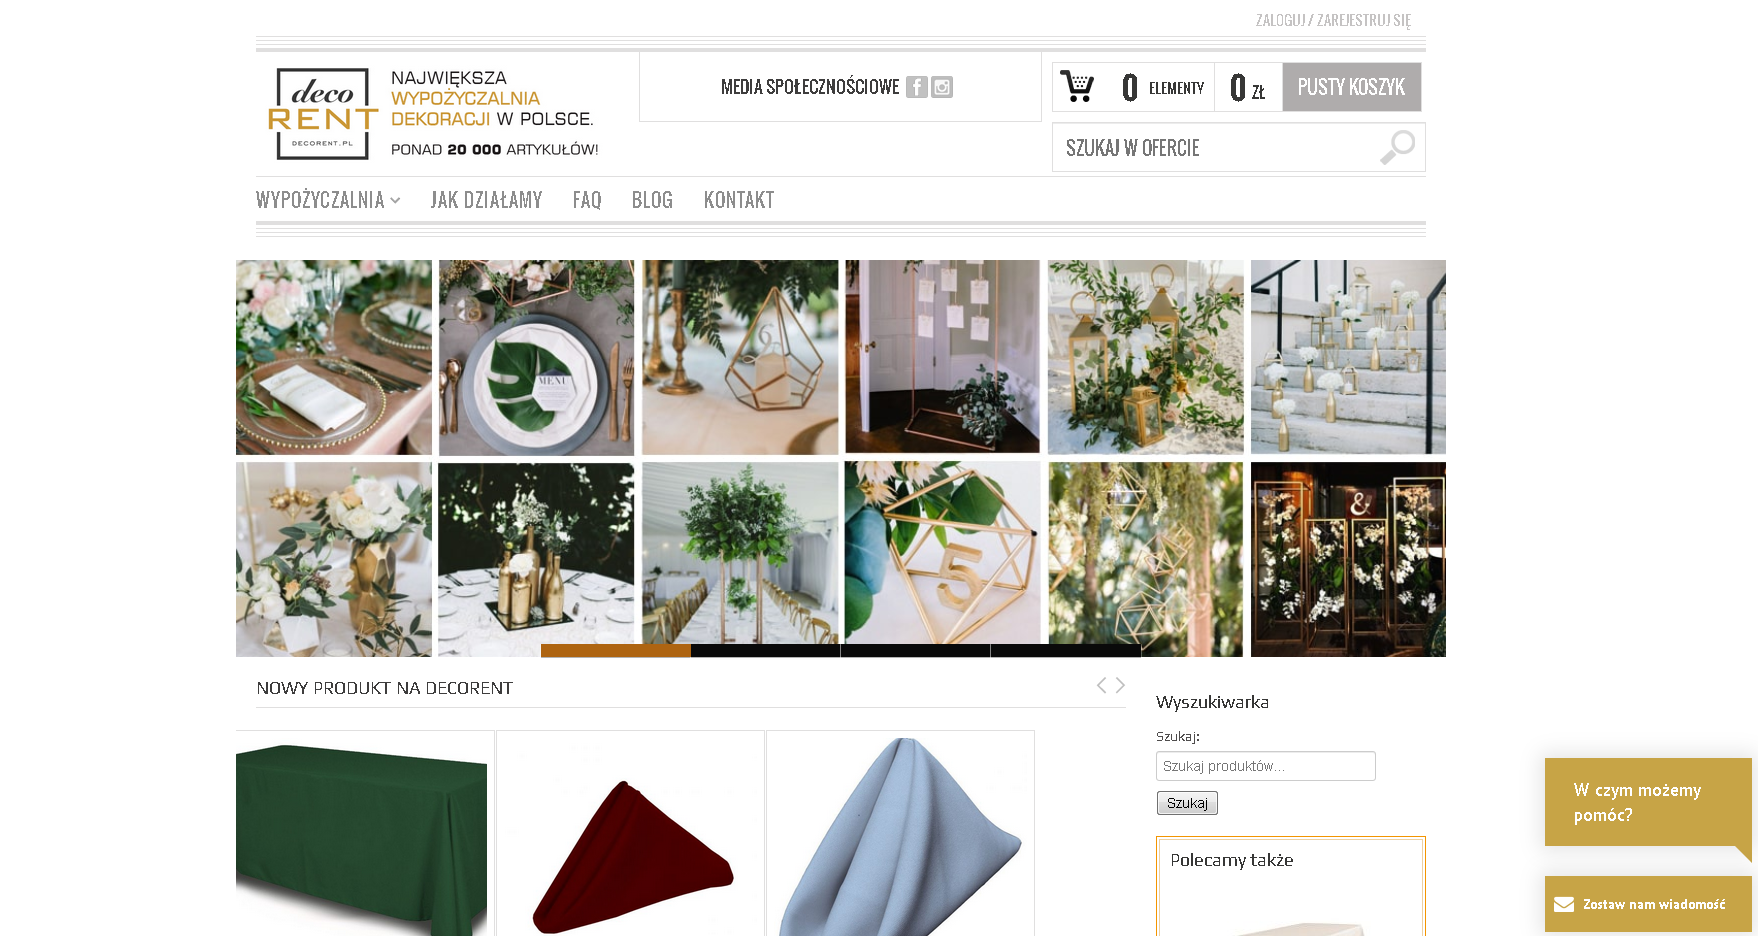 ZALOGUJ / ZAREJESTRUJ SIĘ
deco
RENT
DECORENT.PL
NAJWIĘKSZA
WYPOŻYCZALNIA
DEKORACJI W POLSCE.
PONAD 20 000 ARTYKUŁÓW!
MEDIA SPOŁECZNOŚCIOWE
0 ELEMENTY
0 ZŁ
PUSTY KOSZYK
SZUKAJ W OFERCIE
WYPOŻYCZALNIA
JAK DZIAŁAMY
FAQ
BLOG
KONTAKT
MENU
6
5
&
NOWY PRODUKT NA DECORENT
Wyszukiwarka
Szukaj:
Szukaj produktów...
Szukaj
Polecamy także
W czym możemy
pomóc?
Zostaw nam wiadomość